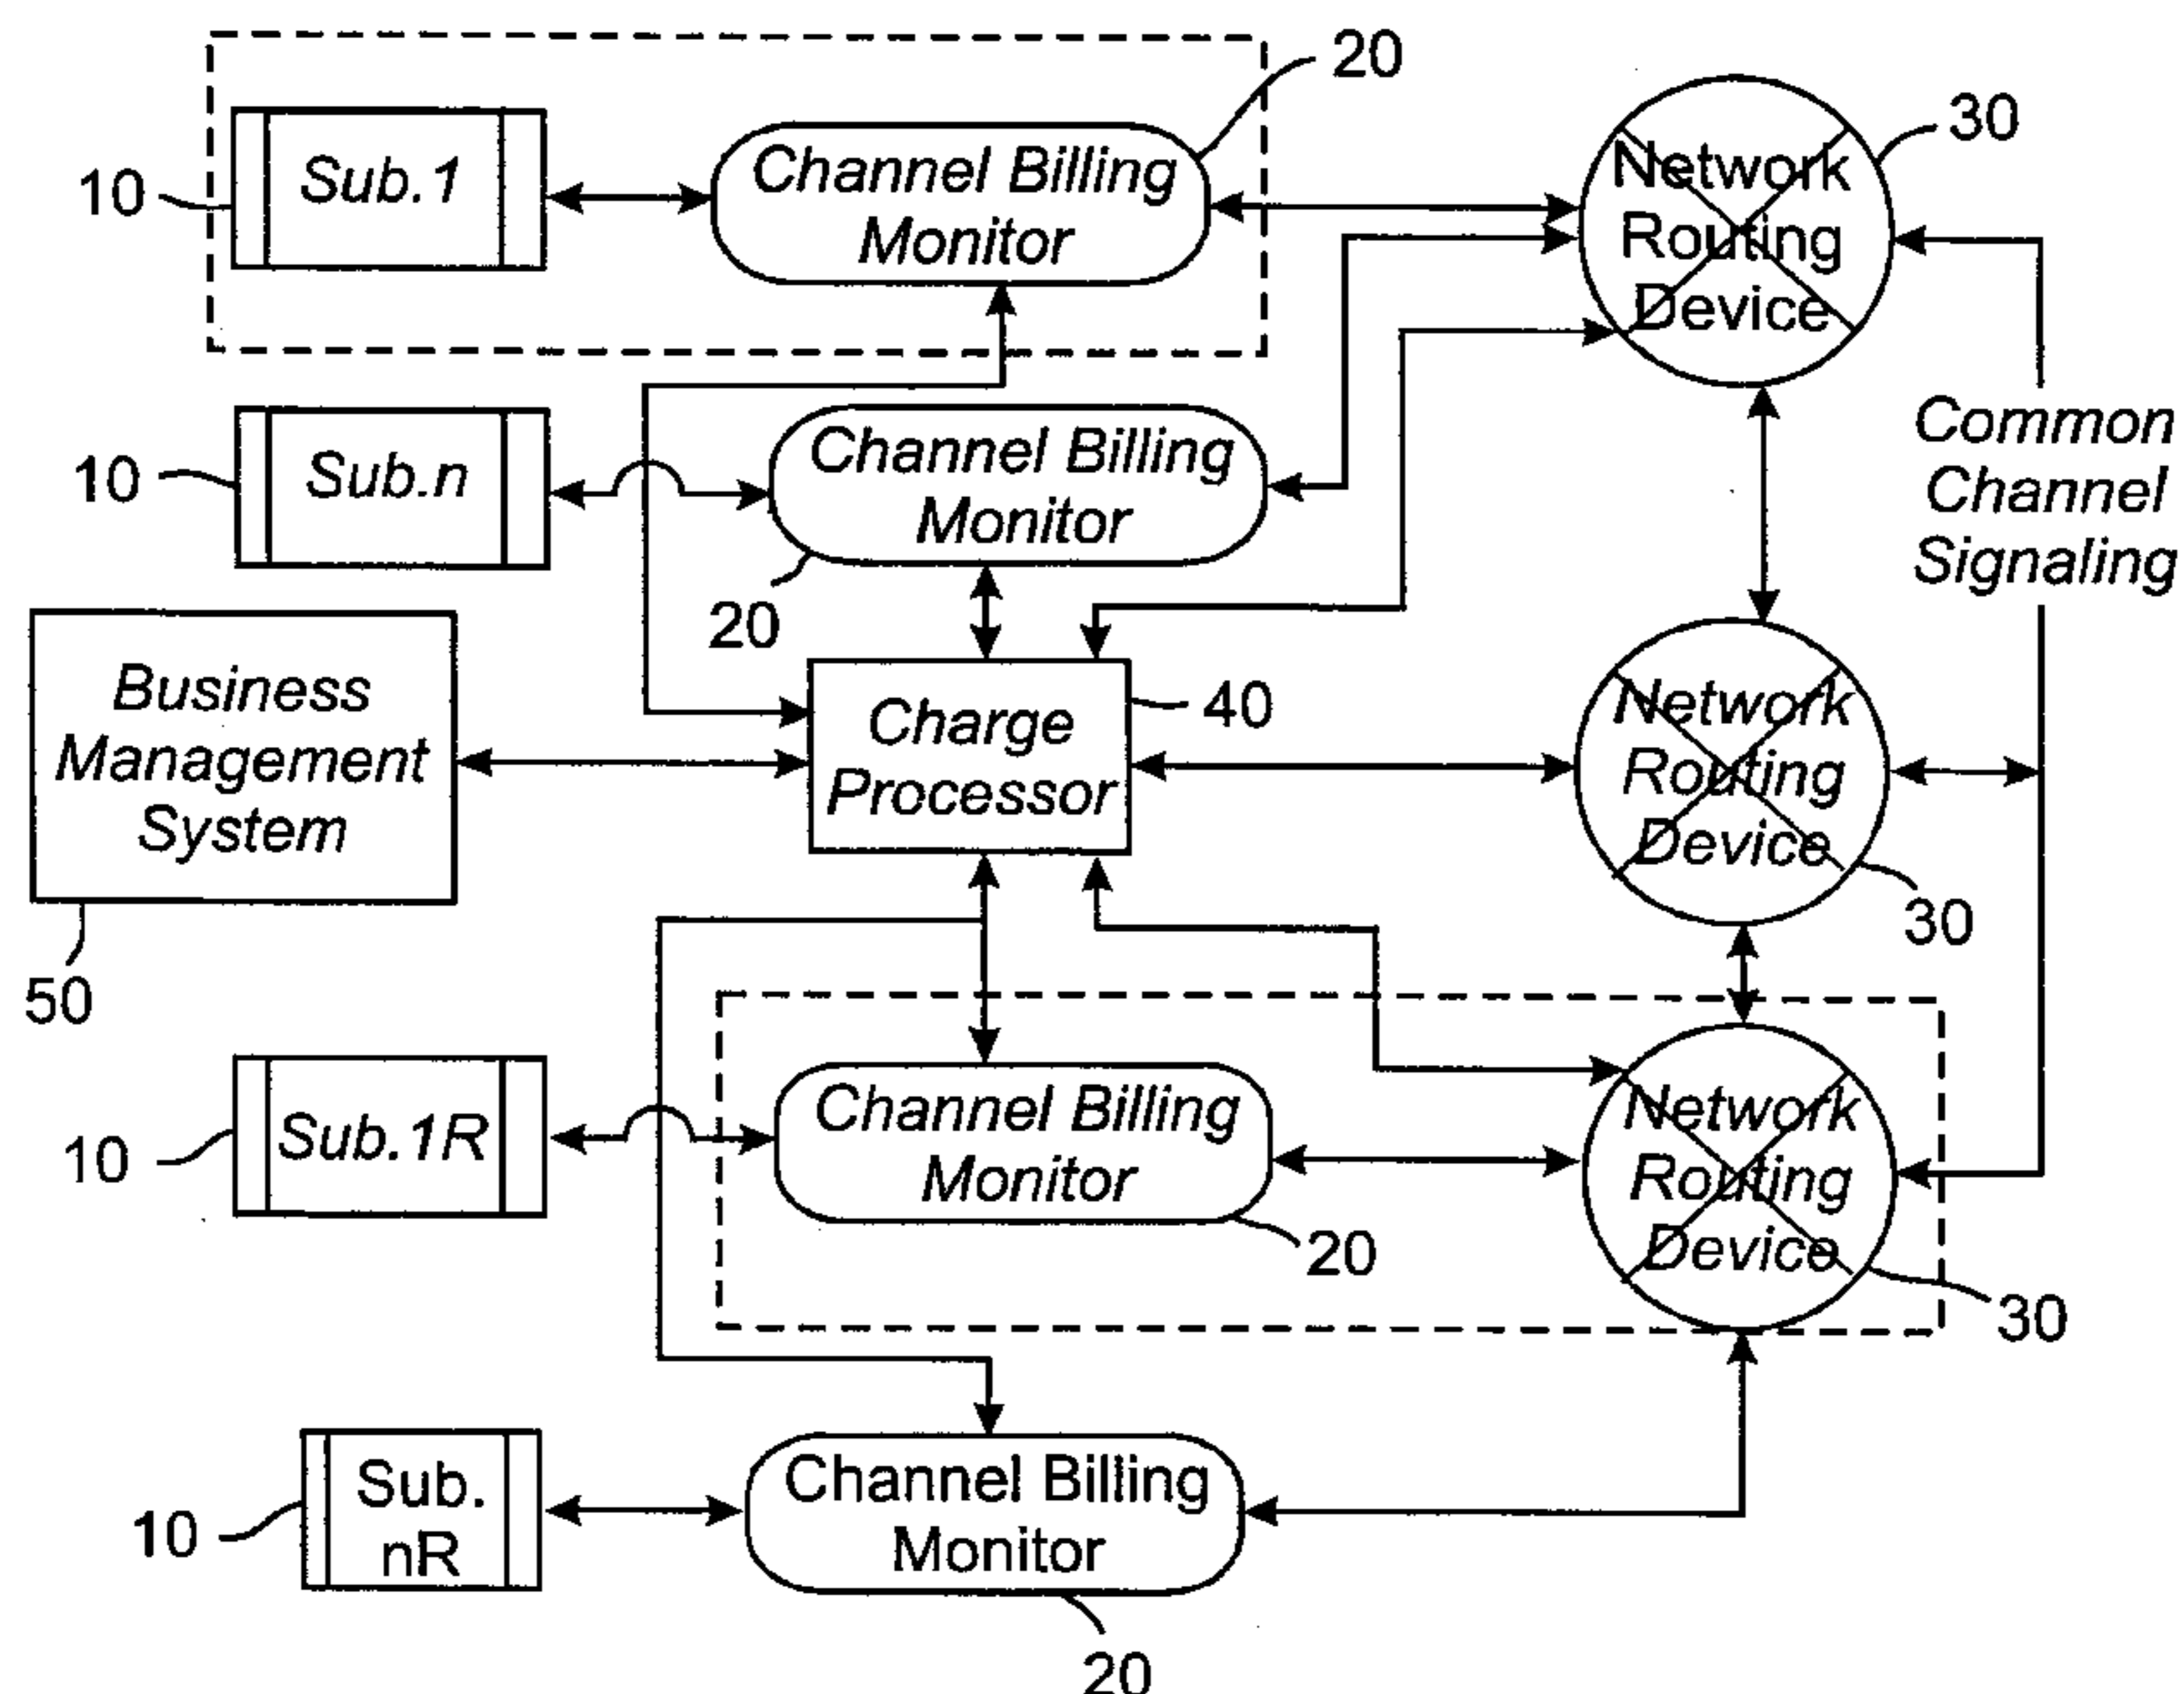 20
10
Sub.1
Channel Billing
Monitor
Network
Routing
Device
30
10
Sub.n
Channel Billing
Monitor
20
Common
Channel
Signaling
Business
Management
System
50
Charge
Processor
40
Network
Routing
Device
30
10
Sub.1R
Channel Billing
Monitor
20
Network
Routing
Device
30
10
Sub.
nR
Channel Billing
Monitor
20